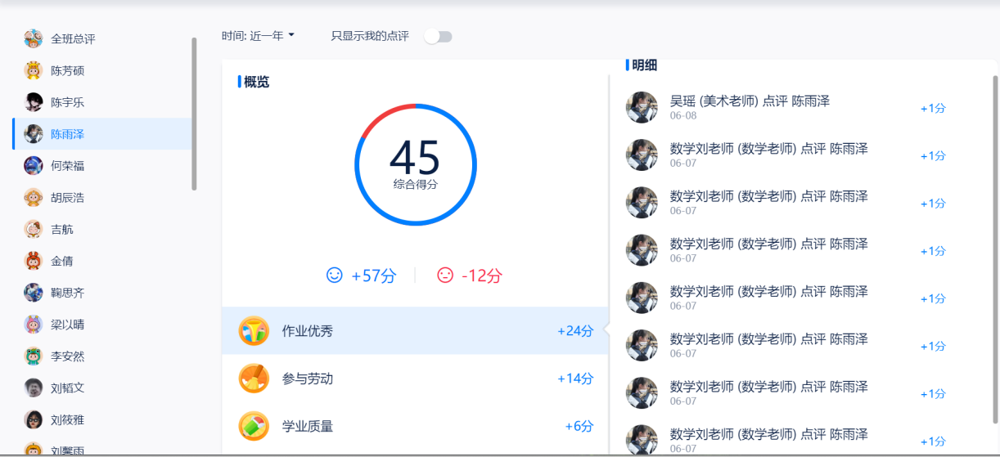 全班总评
陈芳硕
陈宇乐
陈雨泽
何荣福
胡辰浩
吉航
金倩
鞠思齐
梁以晴
李安然
刘韬文
刘筱雅
刘馨雨
时间: 近一年
只显示我的点评
概览
45
综合得分
+57分
-12分
作业优秀
+24分
参与劳动
+14分
学业质量
+6分
明细
吴瑶 (美术老师) 点评 陈雨泽
06-08
+1分
数学刘老师 (数学老师) 点评 陈雨泽
06-07
+1分
数学刘老师 (数学老师) 点评 陈雨泽
06-07
+1分
数学刘老师 (数学老师) 点评 陈雨泽
06-07
+1分
数学刘老师 (数学老师) 点评 陈雨泽
06-07
+1分
数学刘老师 (数学老师) 点评 陈雨泽
06-07
+1分
数学刘老师 (数学老师) 点评 陈雨泽
06-07
+1分
数学刘老师 (数学老师) 点评 陈雨泽
06-07
+1分